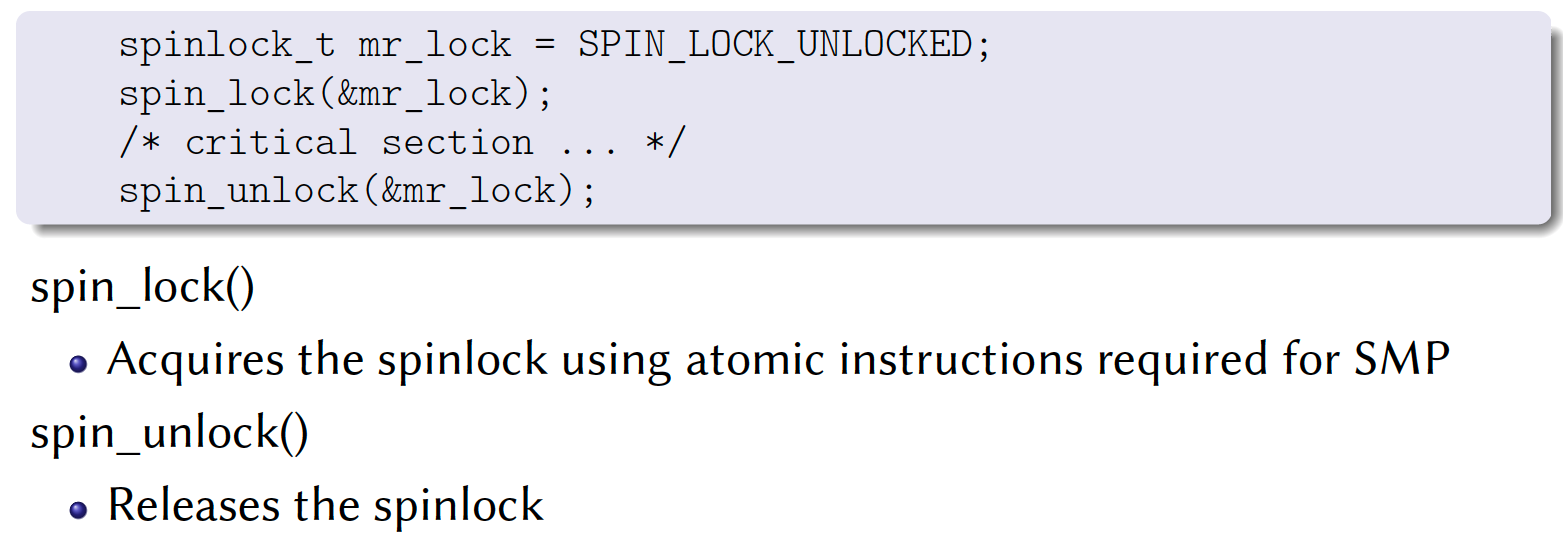 spinlock_t mr_lock = SPIN_LOCK_UNLOCKED;
spin_lock(&mr_lock);
/* critical section ... */
spin_unlock(&mr_lock);
spin_lock()
Acquires the spinlock using atomic instructions required for SMP
spin_unlock()
Releases the spinlock